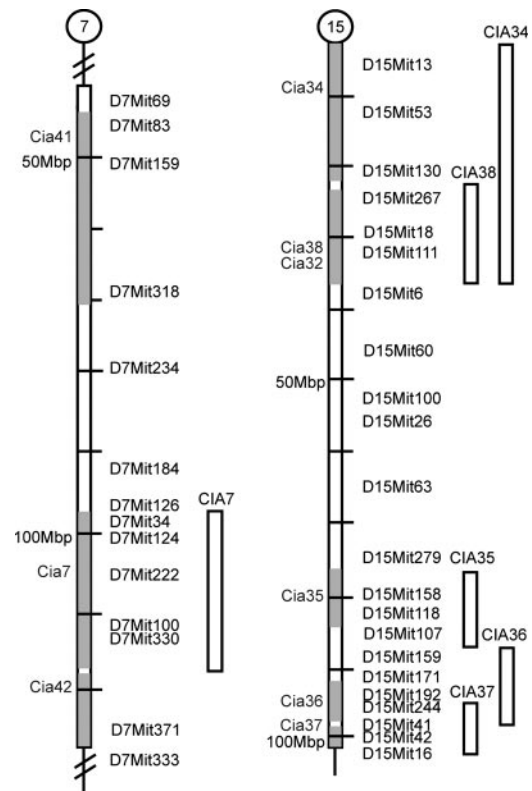 7
D7Mit69
D7Mit83
Cia41
50Mbp
D7Mit159
D7Mit318
D7Mit234
D7Mit184
D7Mit126
CIA7
D7Mit34
100Mbp
D7Mit124
Cia7
D7Mit222
D7Mit100
D7Mit330
Cia42
D7Mit371
D7Mit333
15
CIA34
D15Mit13
Cia34
D15Mit53
D15Mit130
CIA38
D15Mit267
D15Mit18
Cia38
D15Mit111
Cia32
D15Mit6
D15Mit60
50Mbp
D15Mit100
D15Mit26
D15Mit63
D15Mit279
CIA35
Cia35
D15Mit158
D15Mit118
D15Mit107
CIA36
D15Mit159
D15Mit171
D15Mit192
CIA37
Cia36
D15Mit244
Cia37
D15Mit41
100Mbp
D15Mit42
D15Mit16